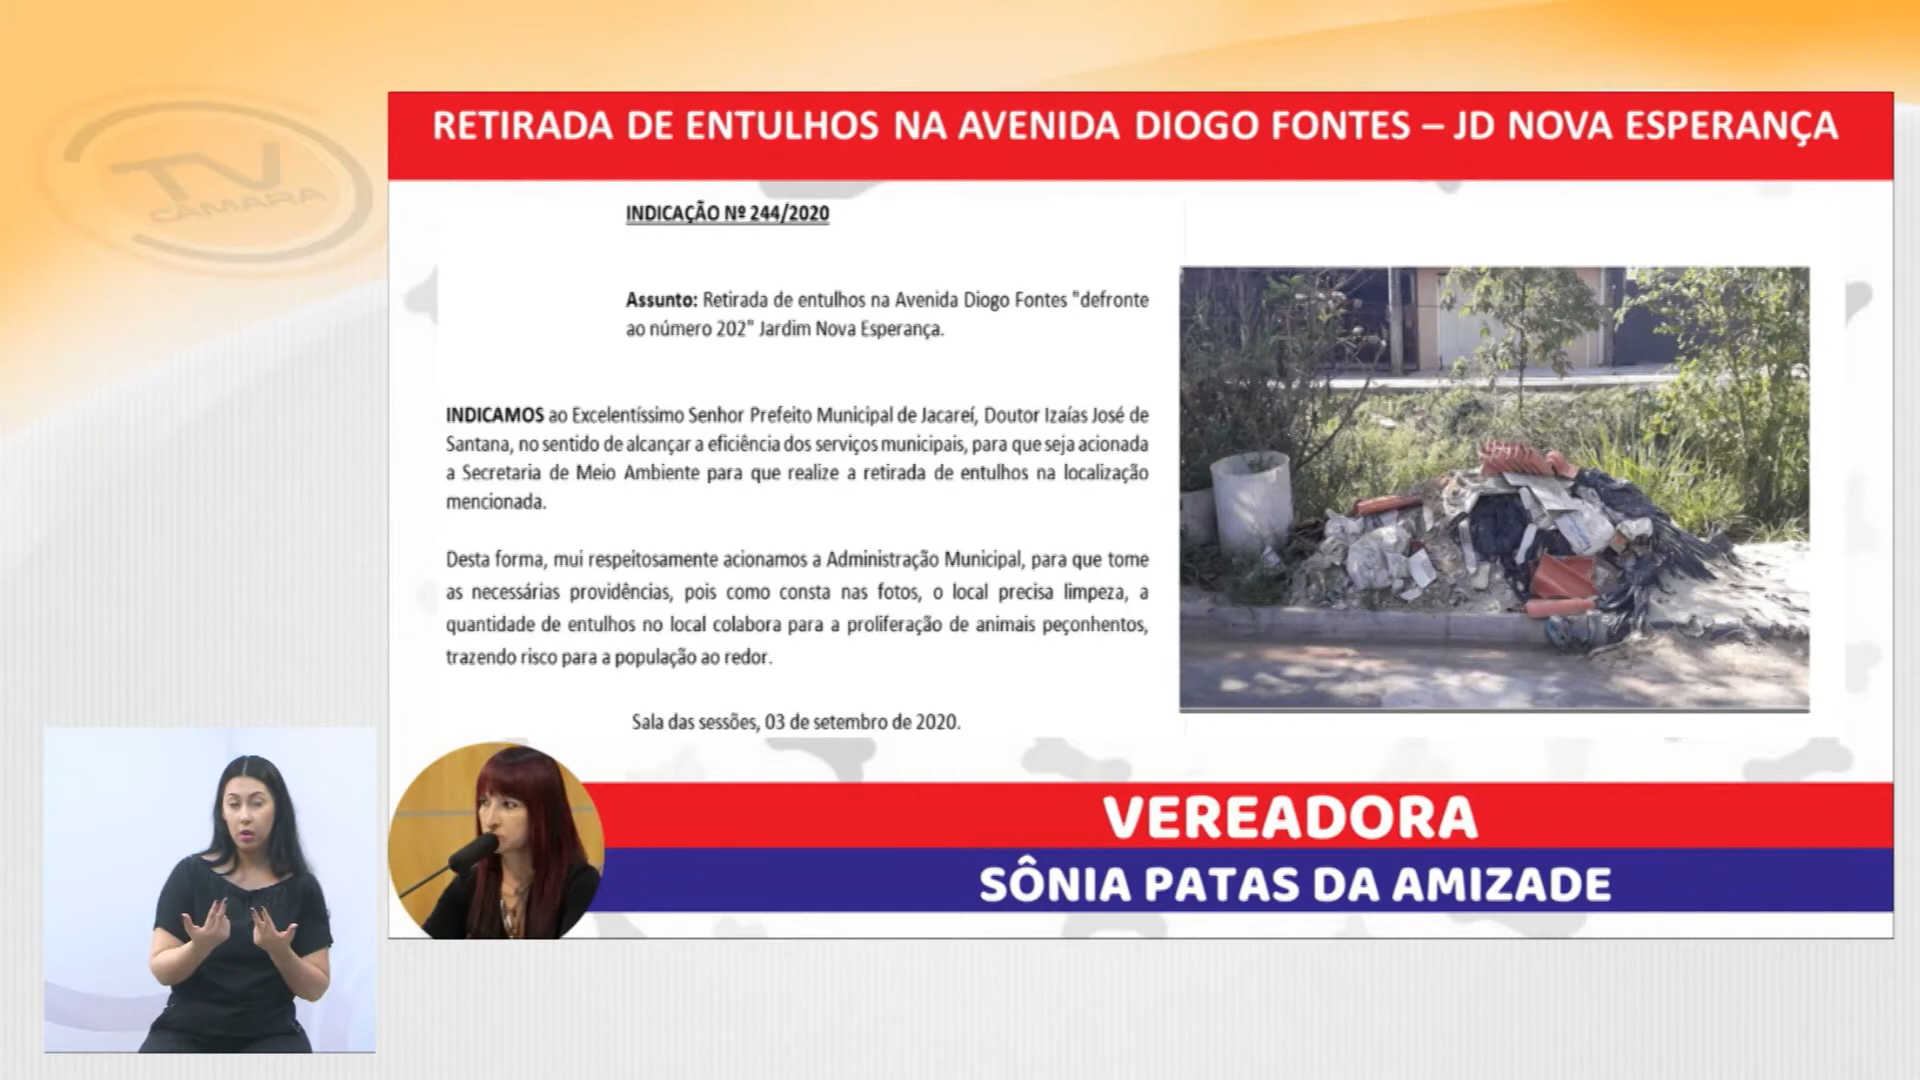 TV
CÂMARA
RETIRADA DE ENTULHOS NA AVENIDA DIOGO FONTES – JD NOVA ESPERANÇA
INDICAÇÃO Nº 244/2020
Assunto: Retirada de entulhos na Avenida Diogo Fontes "defronte
ao número 202" Jardim Nova Esperança.
INDICAMOS ao Excelentíssimo Senhor Prefeito Municipal de Jacareí, Doutor Izaías José de
Santana, no sentido de alcançar a eficiência dos serviços municipais, para que seja acionada
a Secretaria de Meio Ambiente para que realize a retirada de entulhos na localização
mencionada.
Desta forma, mui respeitosamente acionamos a Administração Municipal, para que tome
as necessárias providências, pois como consta nas fotos, o local precisa limpeza, a
quantidade de entulhos no local colabora para a proliferação de animais peçonhentos,
trazendo risco para a população ao redor.
Sala das sessões, 03 de setembro de 2020.
VEREADORA
SÔNIA PATAS DA AMIZADE